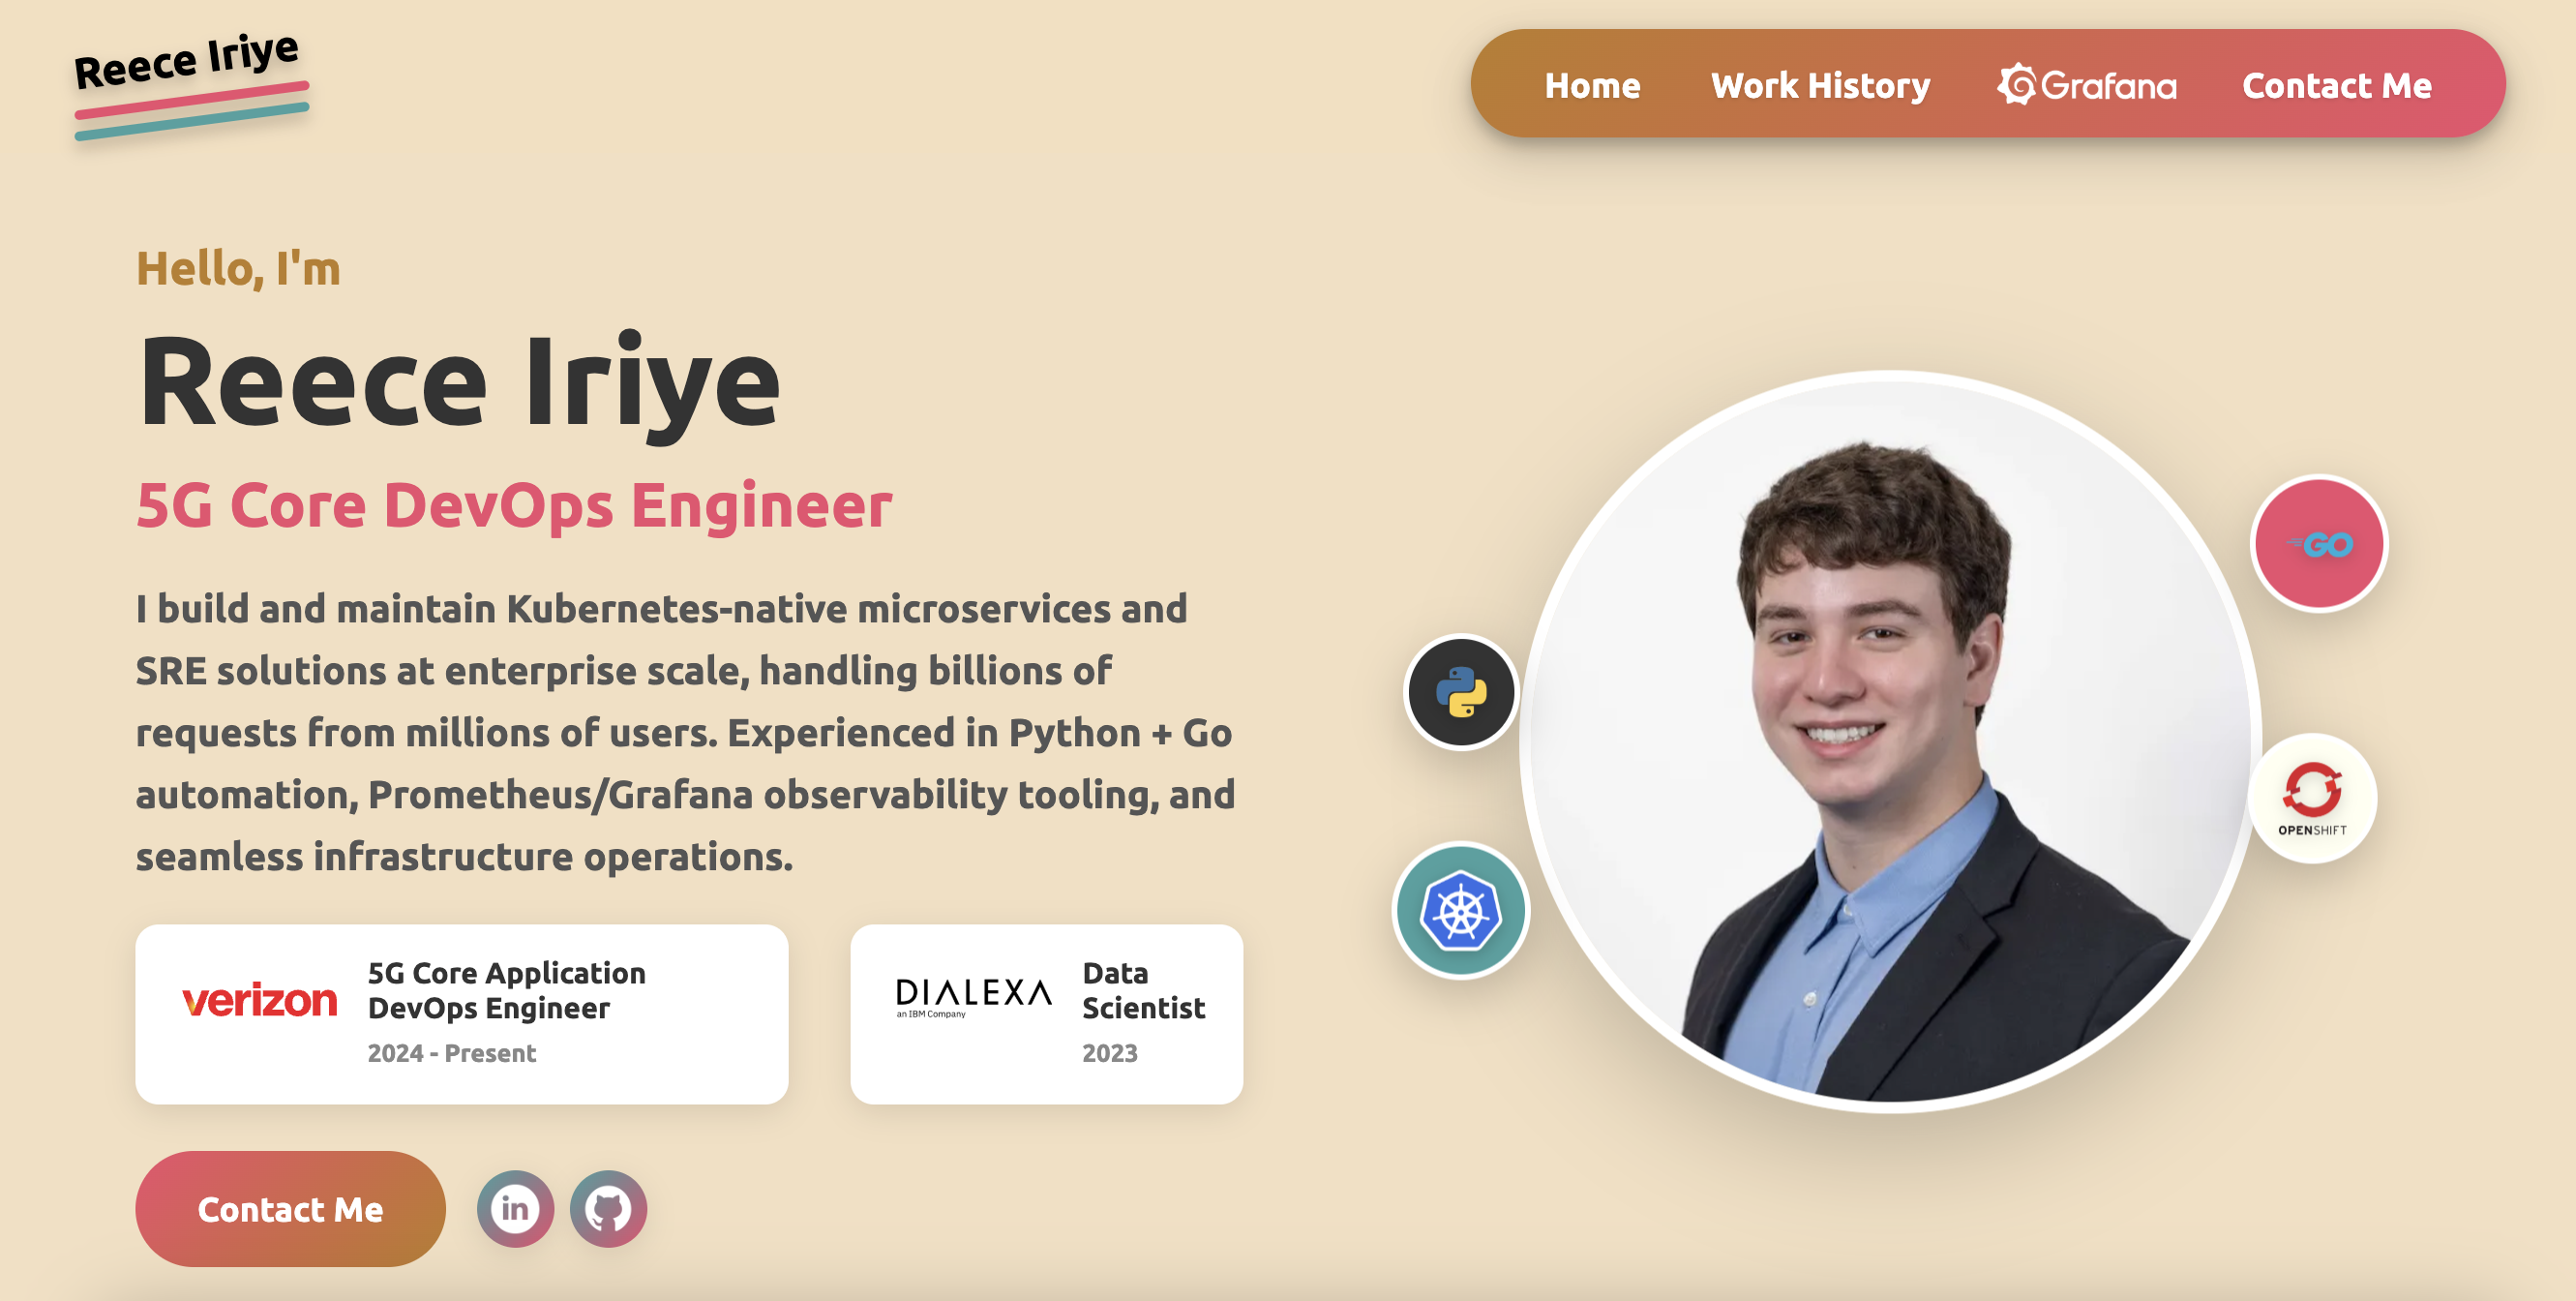 Reece Iriye
Home Work History Grafana Contact Me
Hello, I'm
Reece Iriye
5G Core DevOps Engineer
I build and maintain Kubernetes-native microservices and
SRE solutions at enterprise scale, handling billions of
requests from millions of users. Experienced in Python + Go
automation, Prometheus/Grafana observability tooling, and
seamless infrastructure operations.
verizon
5G Core Application
DevOps Engineer
2024 - Present
DIALEXA
an IBM Company
Data
Scientist
2023
Contact Me
in
GO
OPENSHIFT